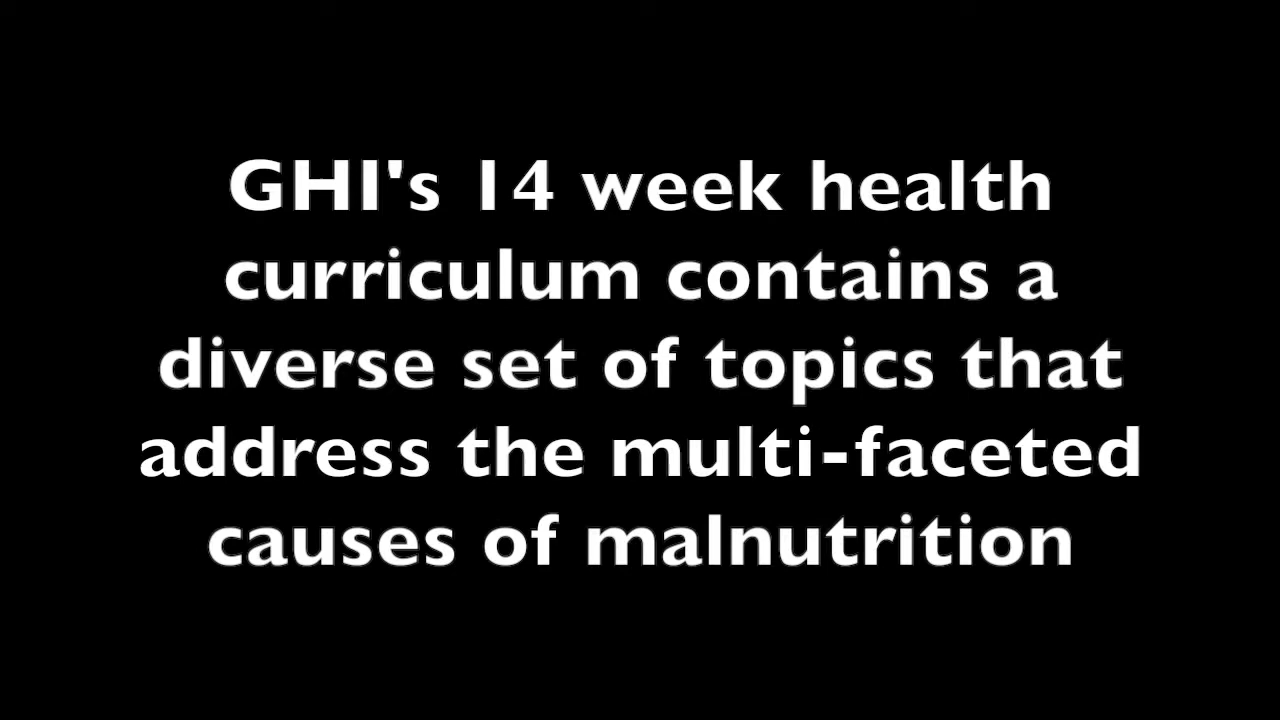 GHI's 14 week health
curriculum contains a
diverse set of topics that
address the multi-faceted
causes of malnutrition